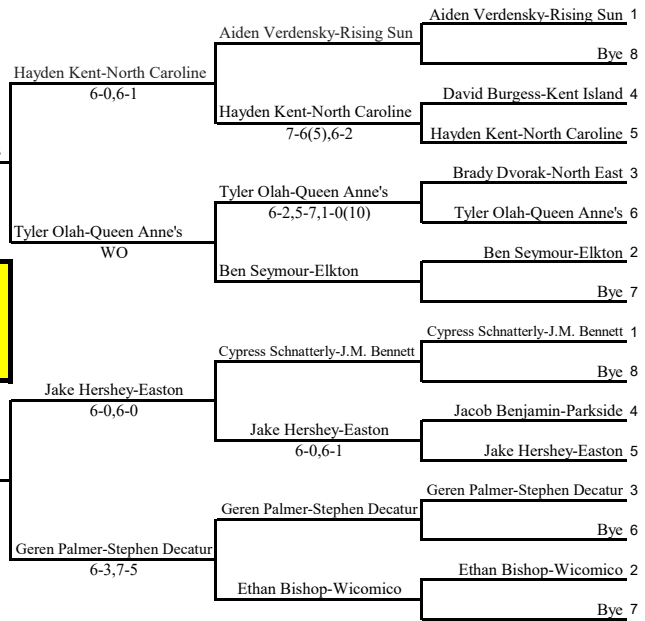 Aiden Verdensky-Rising Sun 1
Aiden Verdensky-Rising Sun
Bye 8
Hayden Kent-North Caroline
6-0,6-1
David Burgess-Kent Island 4
Hayden Kent-North Caroline
7-6(5),6-2
Hayden Kent-North Caroline 5
Brady Dvorak-North East 3
Tyler Olah-Queen Anne's
6-2,5-7,1-0(10)
Tyler Olah-Queen Anne's 6
Tyler Olah-Queen Anne's
WO
Ben Seymour-Elkton 2
Ben Seymour-Elkton
Bye 7
Cypress Schnatterly-J.M. Bennett 1
Cypress Schnatterly-J.M. Bennett
Bye 8
Jake Hershey-Easton
6-0,6-0
Jacob Benjamin-Parkside 4
Jake Hershey-Easton
6-0,6-1
Jake Hershey-Easton 5
Geren Palmer-Stephen Decatur 3
Geren Palmer-Stephen Decatur
Bye 6
Geren Palmer-Stephen Decatur
6-3,7-5
Ethan Bishop-Wicomico 2
Ethan Bishop-Wicomico
Bye 7